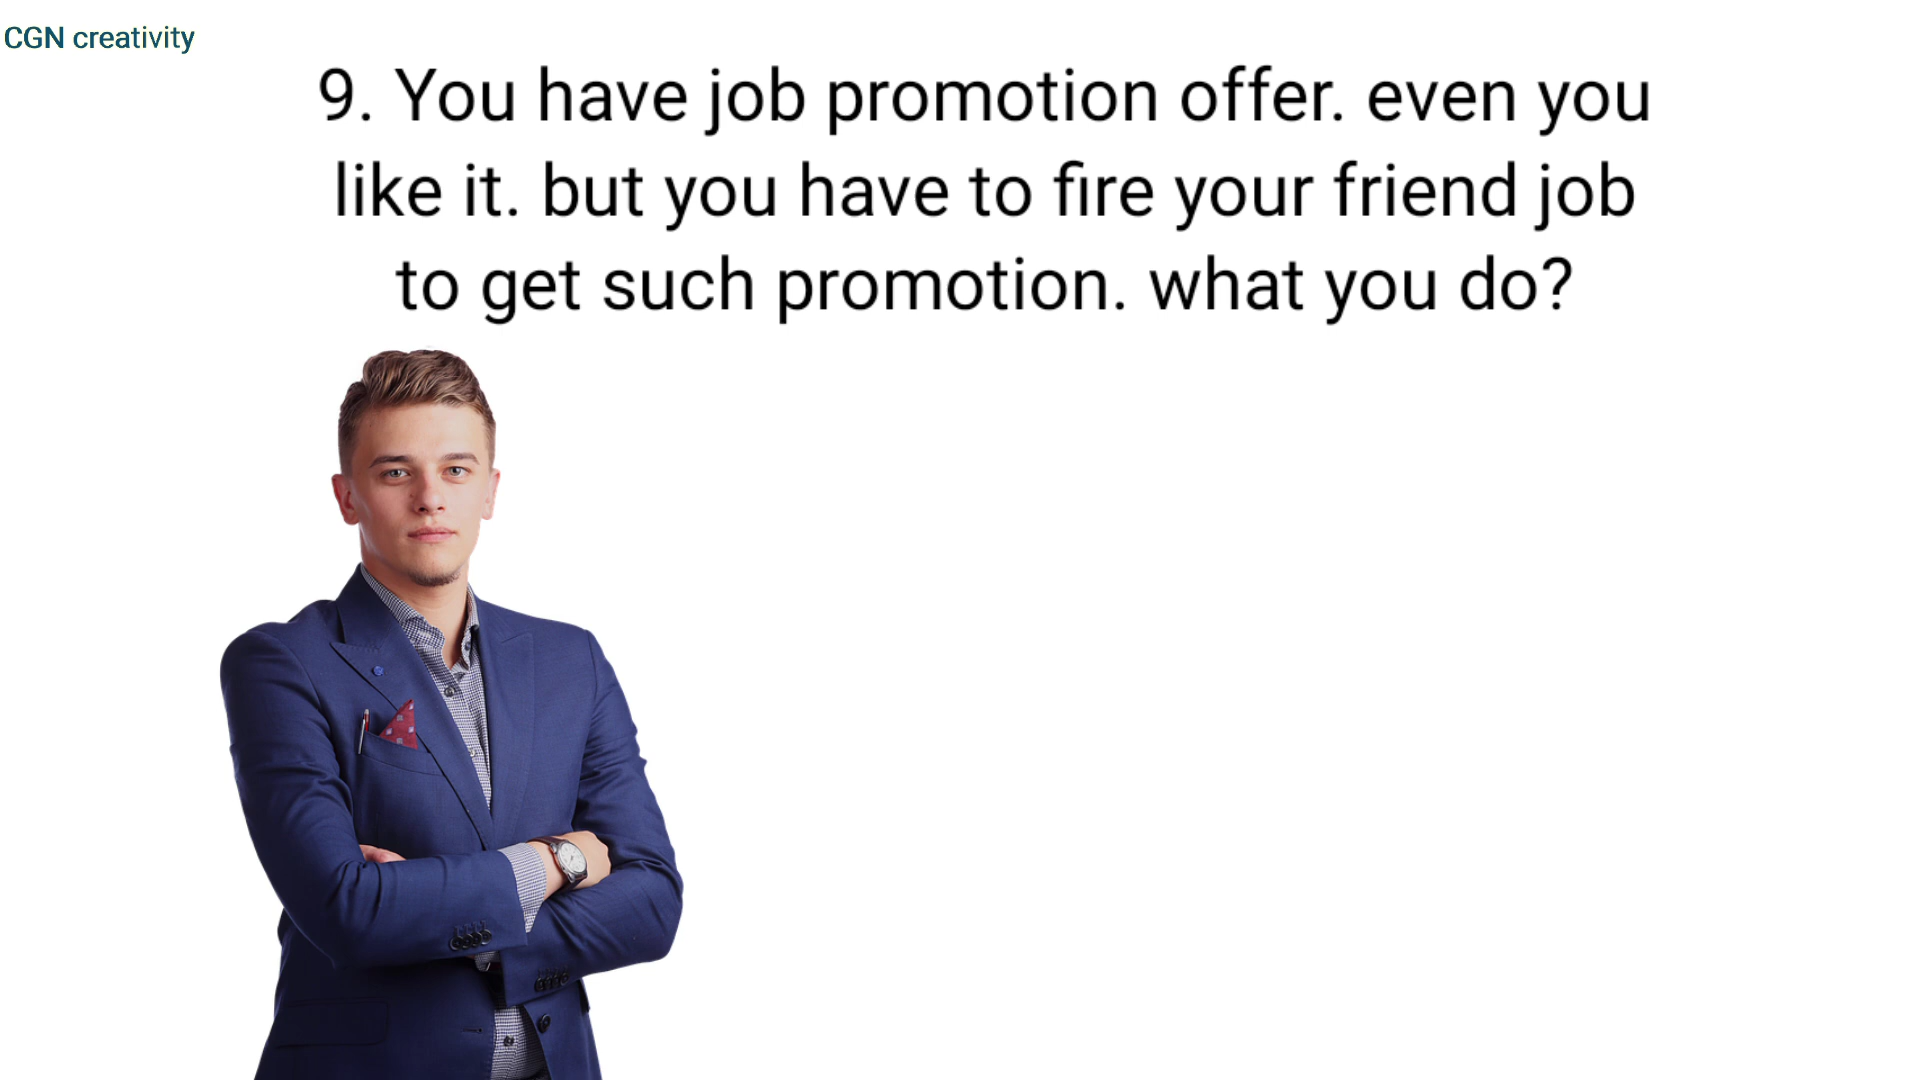 CGN creativity
9. You have job promotion offer. even you
like it. but you have to fire your friend job
to get such promotion. what you do?